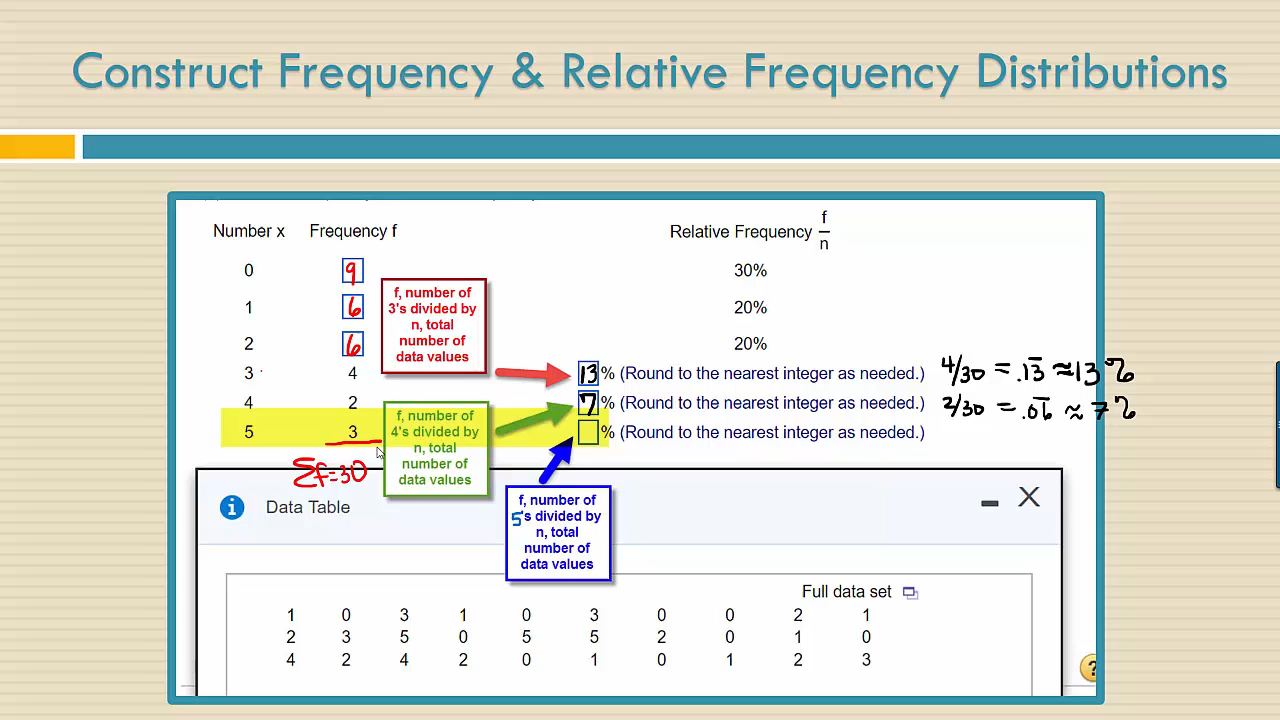 Construct Frequency & Relative Frequency Distributions
Number x Frequency f Relative Frequency f/n
0 9 30%
1 6 20%
2 6 20%
f, number of
3's divided by
n, total
number of
data values
3 4 13 % (Round to the nearest integer as needed.) 4/30 = .13̅ ≈ 13%
4 2 7 % (Round to the nearest integer as needed.) 2/30 = .06̅ ≈ 7%
5 3 % (Round to the nearest integer as needed.)
f, number of
4's divided by
n, total
number of
data values
Σf=30
f, number of
5's divided by
n, total
number of
data values
i Data Table
Full data set
1 0 3 1 0 3 0 0 2 1
2 3 5 0 5 5 2 0 1 0
4 2 4 2 0 1 0 1 2 3
?